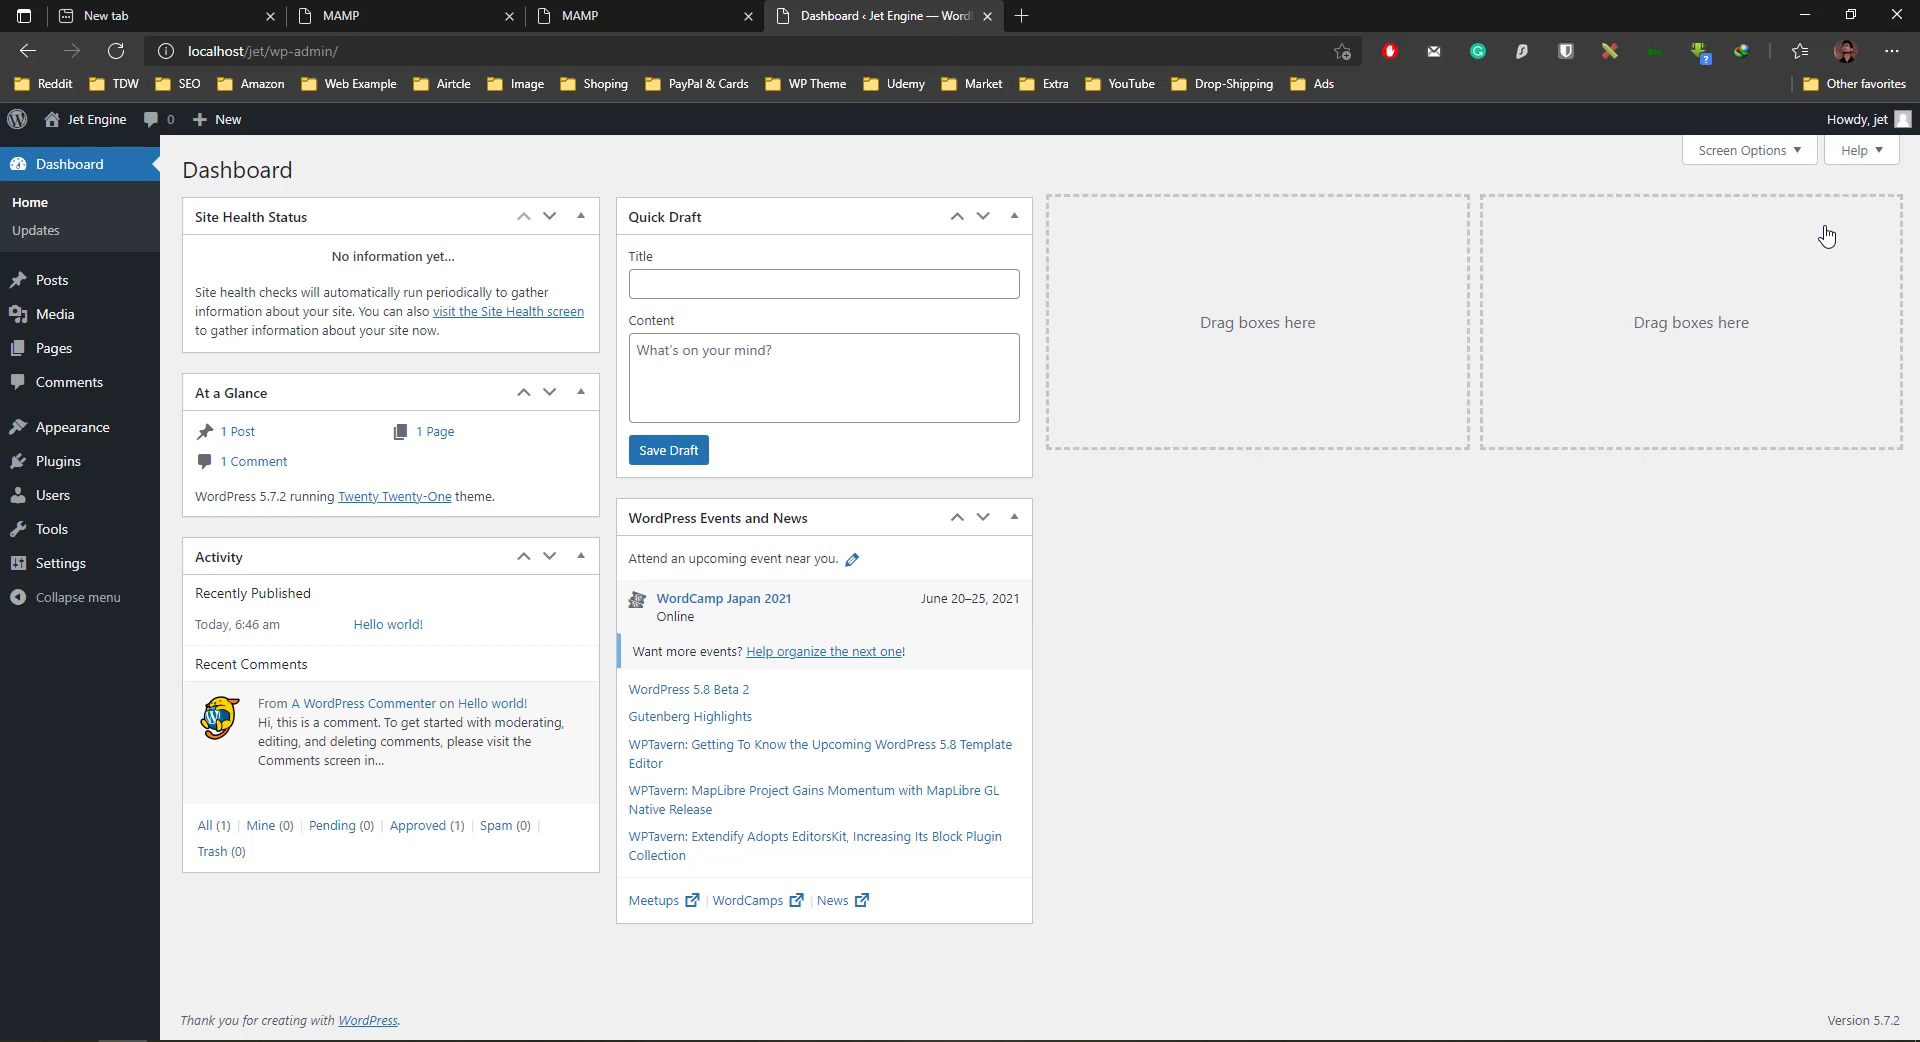 New tab
MAMP
MAMP
Dashboard ‹ Jet Engine — Word
localhost/jet/wp-admin/
Reddit
TDW
SEO
Amazon
Web Example
Airtcle
Image
Shoping
PayPal & Cards
WP Theme
Udemy
Market
Extra
YouTube
Drop-Shipping
Ads
Other favorites
Jet Engine
0
New
Howdy, jet
Dashboard
Home
Updates
Posts
Media
Pages
Comments
Appearance
Plugins
Users
Tools
Settings
Collapse menu
Screen Options
Help
Dashboard
Site Health Status
No information yet...
Site health checks will automatically run periodically to gather
information about your site. You can also visit the Site Health screen
to gather information about your site now.
At a Glance
1 Post
1 Page
1 Comment
WordPress 5.7.2 running Twenty Twenty-One theme.
Activity
Recently Published
Today, 6:46 am
Hello world!
Recent Comments
From A WordPress Commenter on Hello world!
Hi, this is a comment. To get started with moderating,
editing, and deleting comments, please visit the
Comments screen in...
All (1) | Mine (0) | Pending (0) | Approved (1) | Spam (0) |
Trash (0)
Quick Draft
Title
Content
What's on your mind?
Save Draft
WordPress Events and News
Attend an upcoming event near you.
WordCamp Japan 2021
June 20–25, 2021
Online
Want more events? Help organize the next one!
WordPress 5.8 Beta 2
Gutenberg Highlights
WPTavern: Getting To Know the Upcoming WordPress 5.8 Template
Editor
WPTavern: MapLibre Project Gains Momentum with MapLibre GL
Native Release
WPTavern: Extendify Adopts EditorsKit, Increasing Its Block Plugin
Collection
Meetups | WordCamps | News
Drag boxes here
Drag boxes here
Thank you for creating with WordPress.
Version 5.7.2